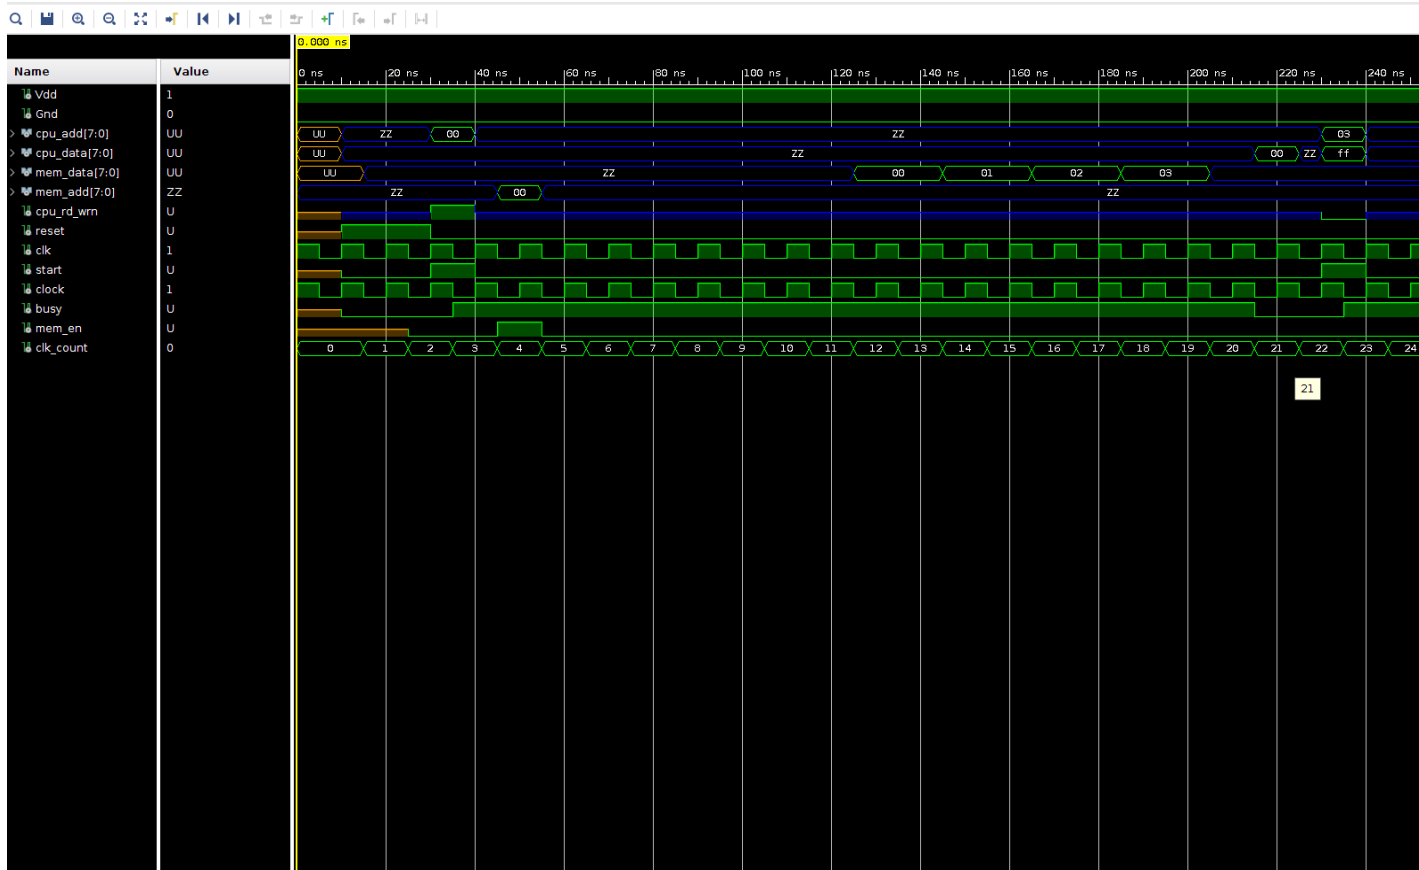 0.000 ns
Name Value 0 ns 20 ns 40 ns 60 ns 80 ns 100 ns 120 ns 140 ns 160 ns 180 ns 200 ns 220 ns 240 ns
Vdd 1
Gnd 0
cpu_add[7:0] UU UU ZZ 00 ZZ 03
cpu_data[7:0] UU UU ZZ 00 ZZ ff
mem_data[7:0] UU UU ZZ 00 01 02 03
mem_add[7:0] ZZ ZZ 00 ZZ
cpu_rd_wrn U
reset U
clk 1
start U
clock 1
busy U
mem_en U
clk_count 0 0 1 2 3 4 5 6 7 8 9 10 11 12 13 14 15 16 17 18 19 20 21 22 23 24
21